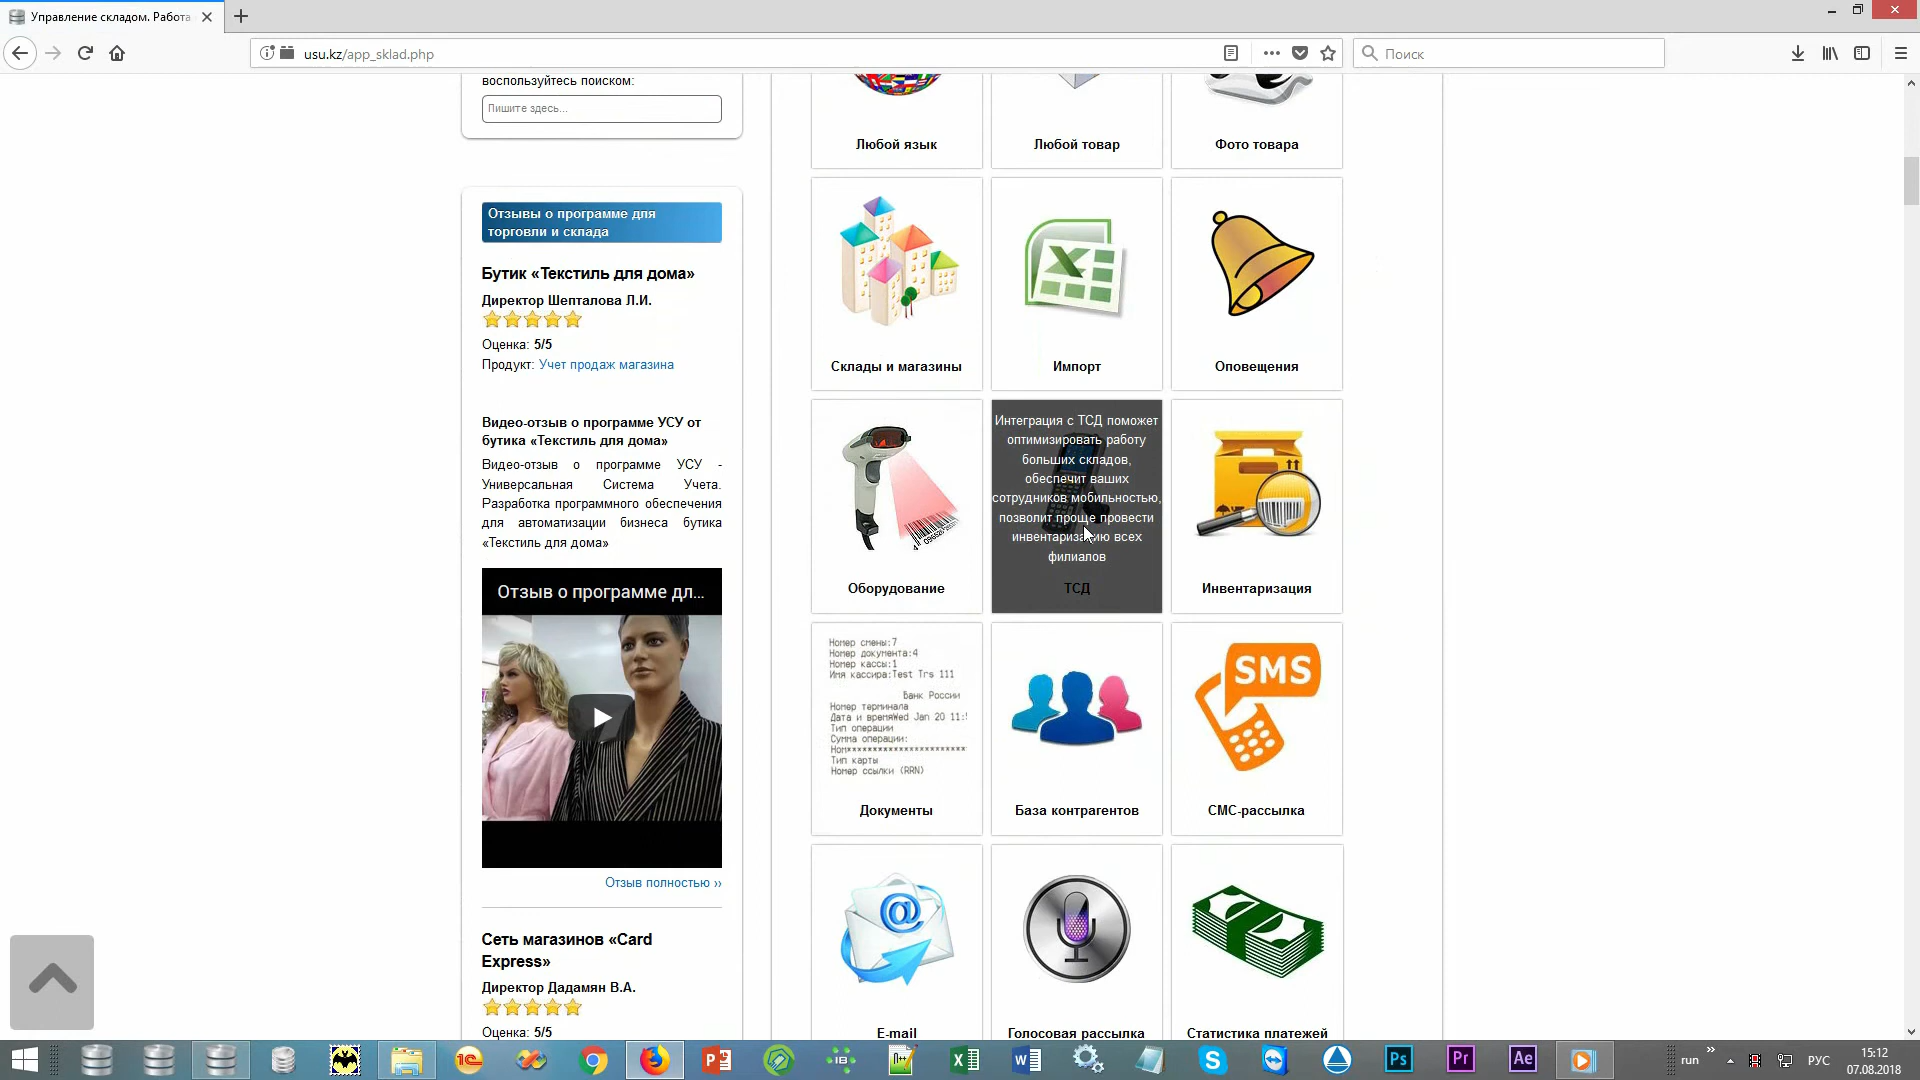 Управление складом. Работа
usu.kz/app_sklad.php
Поиск
воспользуйтесь поиском:
Пишите здесь...
Отзывы о программе для
торговли и склада
Бутик «Текстиль для дома»
Директор Шепталова Л.И.
Оценка: 5/5
Продукт: Учет продаж магазина
Видео-отзыв о программе УСУ от
бутика «Текстиль для дома»
Видео-отзыв о программе УСУ -
Универсальная Система Учета.
Разработка программного обеспечения
для автоматизации бизнеса бутика
«Текстиль для дома»
Отзыв о программе дл...
Отзыв полностью ››
Сеть магазинов «Card
Express»
Директор Дадамян В.А.
Оценка: 5/5
Любой язык
Любой товар
Фото товара
Склады и магазины
Импорт
Оповещения
Оборудование
Интеграция с ТСД поможет
оптимизировать работу
больших складов,
обеспечит ваших
сотрудников мобильностью,
позволит проще провести
инвентаризацию всех
филиалов
ТСД
Инвентаризация
Номер смены:7
Номер документа:4
Номер кассы:1
Имя кассира:Test Trs 111
Банк России
Номер терминала
Дата и времяWed Jan 20 11:5
Тип операции
Сумма операции:
Ном***********************
Тип карты
Номер ссылки (RRN)
Документы
База контрагентов
SMS
СМС-рассылка
@
E-mail
Голосовая рассылка
Статистика платежей
run
РУС
15:12
07.08.2018